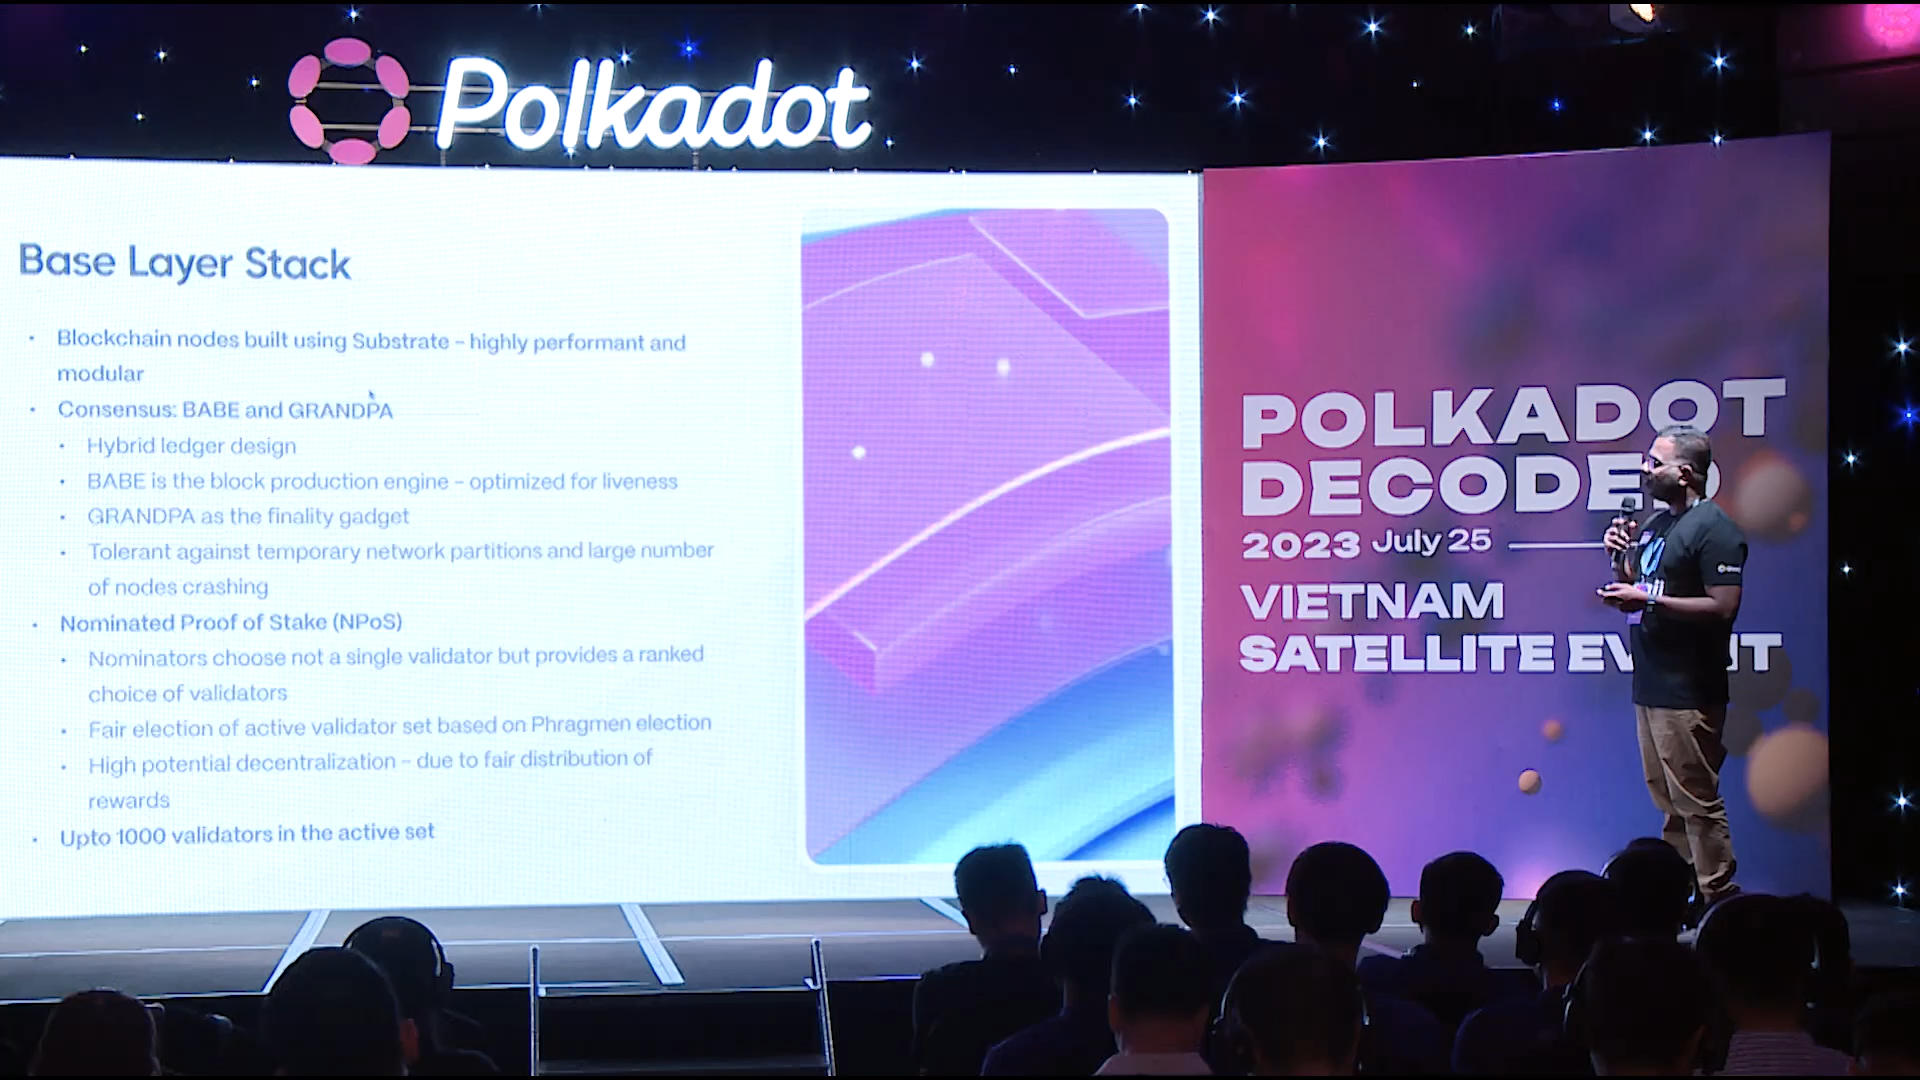 Polkadot
Base Layer Stack
• Blockchain nodes built using Substrate – highly performant and
modular
• Consensus: BABE and GRANDPA
• Hybrid ledger design
• BABE is the block production engine – optimized for liveness
• GRANDPA as the finality gadget
• Tolerant against temporary network partitions and large number
of nodes crashing
• Nominated Proof of Stake (NPoS)
• Nominators choose not a single validator but provides a ranked
choice of validators
• Fair election of active validator set based on Phragmen election
• High potential decentralization – due to fair distribution of
rewards
• Upto 1000 validators in the active set
POLKADOT
DECODED
2023 July 25
VIETNAM
SATELLITE EVENT